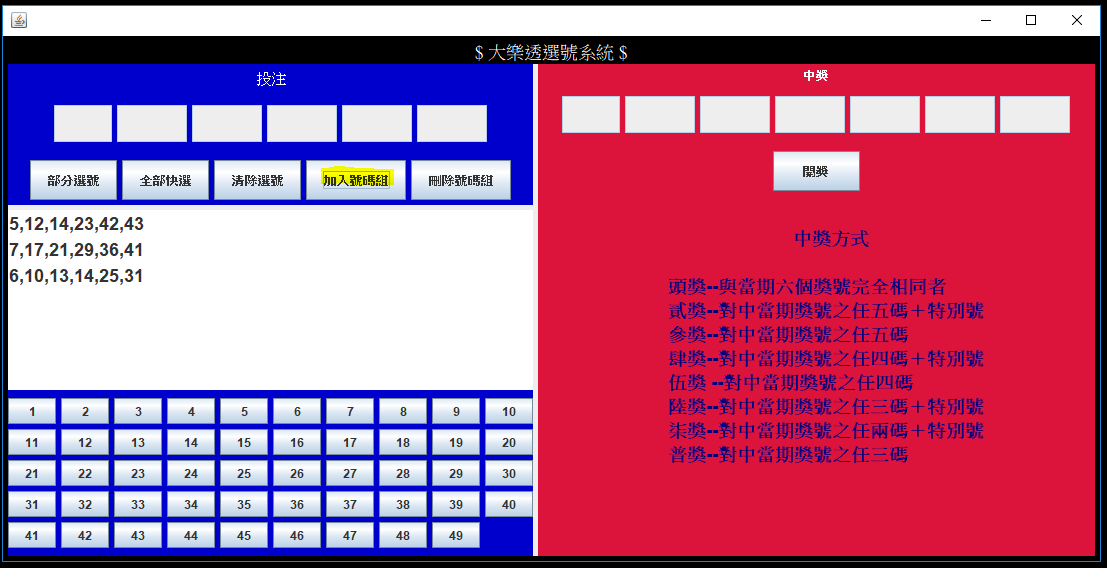 $ 大樂透選號系統 $
投注
部分選號 全部快選 清除選號 加入號碼組 刪除號碼組
5,12,14,23,42,43
7,17,21,29,36,41
6,10,13,14,25,31
1 2 3 4 5 6 7 8 9 10
11 12 13 14 15 16 17 18 19 20
21 22 23 24 25 26 27 28 29 30
31 32 33 34 35 36 37 38 39 40
41 42 43 44 45 46 47 48 49
中獎
開獎
中獎方式
頭獎--與當期六個獎號完全相同者
貳獎--對中當期獎號之任五碼＋特別號
參獎--對中當期獎號之任五碼
肆獎--對中當期獎號之任四碼＋特別號
伍獎 --對中當期獎號之任四碼
陸獎--對中當期獎號之任三碼＋特別號
柒獎--對中當期獎號之任兩碼＋特別號
普獎--對中當期獎號之任三碼